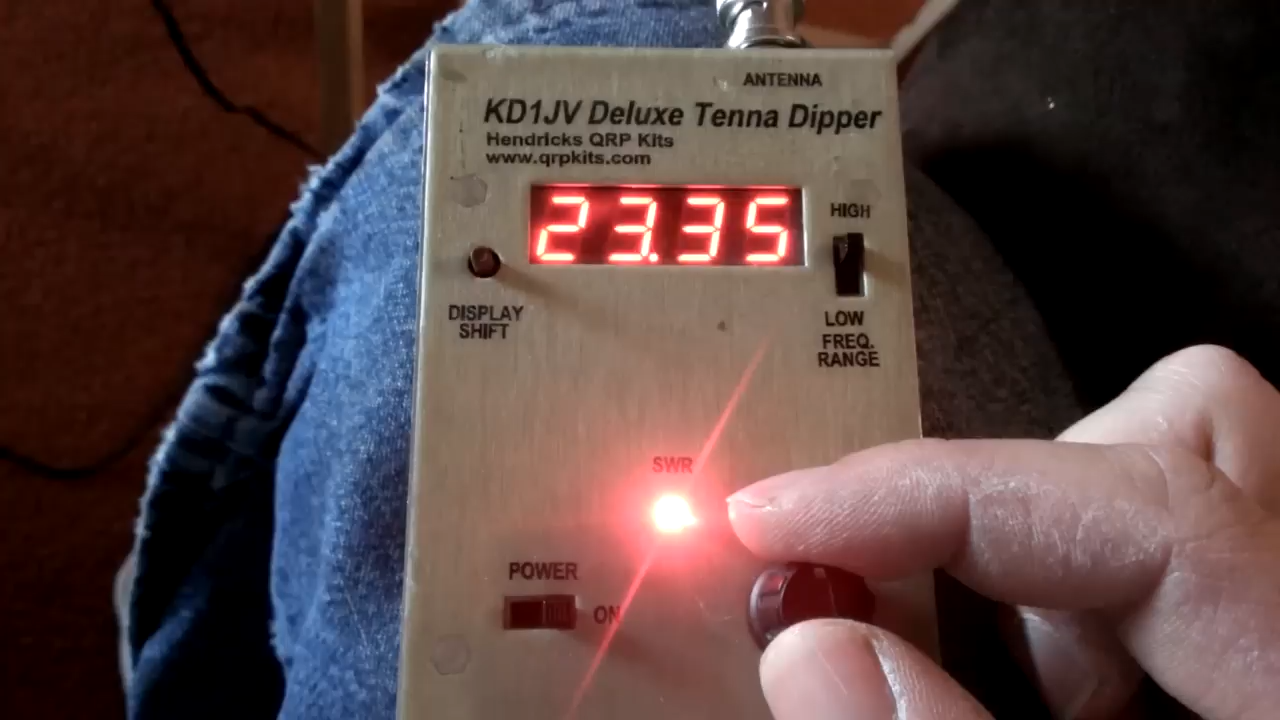 ANTENNA
KD1JV Deluxe Tenna Dipper
Hendricks QRP Kits
www.qrpkits.com
23.35
HIGH
DISPLAY
SHIFT
LOW
FREQ.
RANGE
SWR
POWER
ON